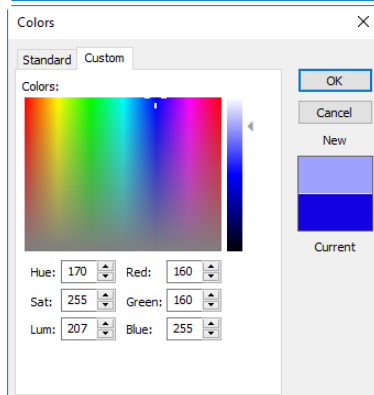 Colors
Standard Custom
Colors:
OK
Cancel
New
Current
Hue: 170 Red: 160
Sat: 255 Green: 160
Lum: 207 Blue: 255